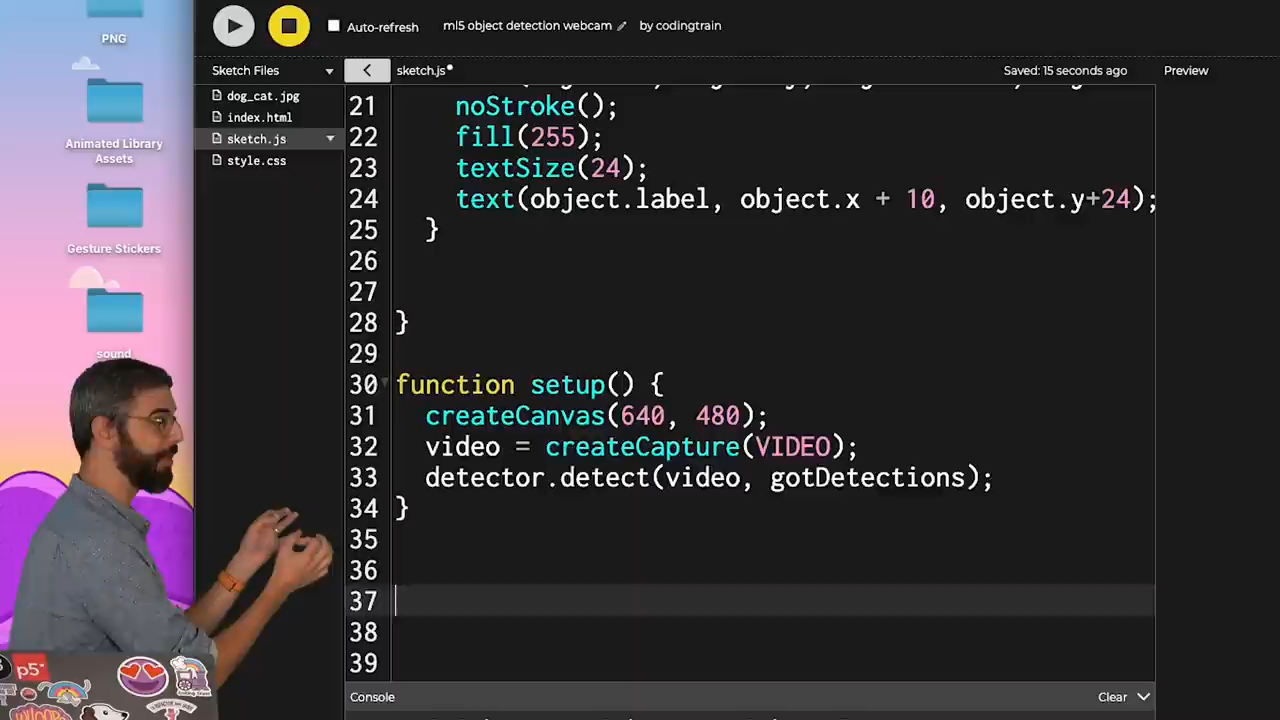 Auto-refresh
ml5 object detection webcam
by codingtrain
PNG
Sketch Files
sketch.js
Saved: 15 seconds ago
Preview
dog_cat.jpg
index.html
sketch.js
style.css
Animated Library
Assets
Gesture Stickers
sound
21 noStroke();
22 fill(255);
23 textSize(24);
24 text(object.label, object.x + 10, object.y+24);
25 }
26
27
28 }
29
30 function setup() {
31 createCanvas(640, 480);
32 video = createCapture(VIDEO);
33 detector.detect(video, gotDetections);
34 }
35
36
37
38
39
Console
Clear
p5*